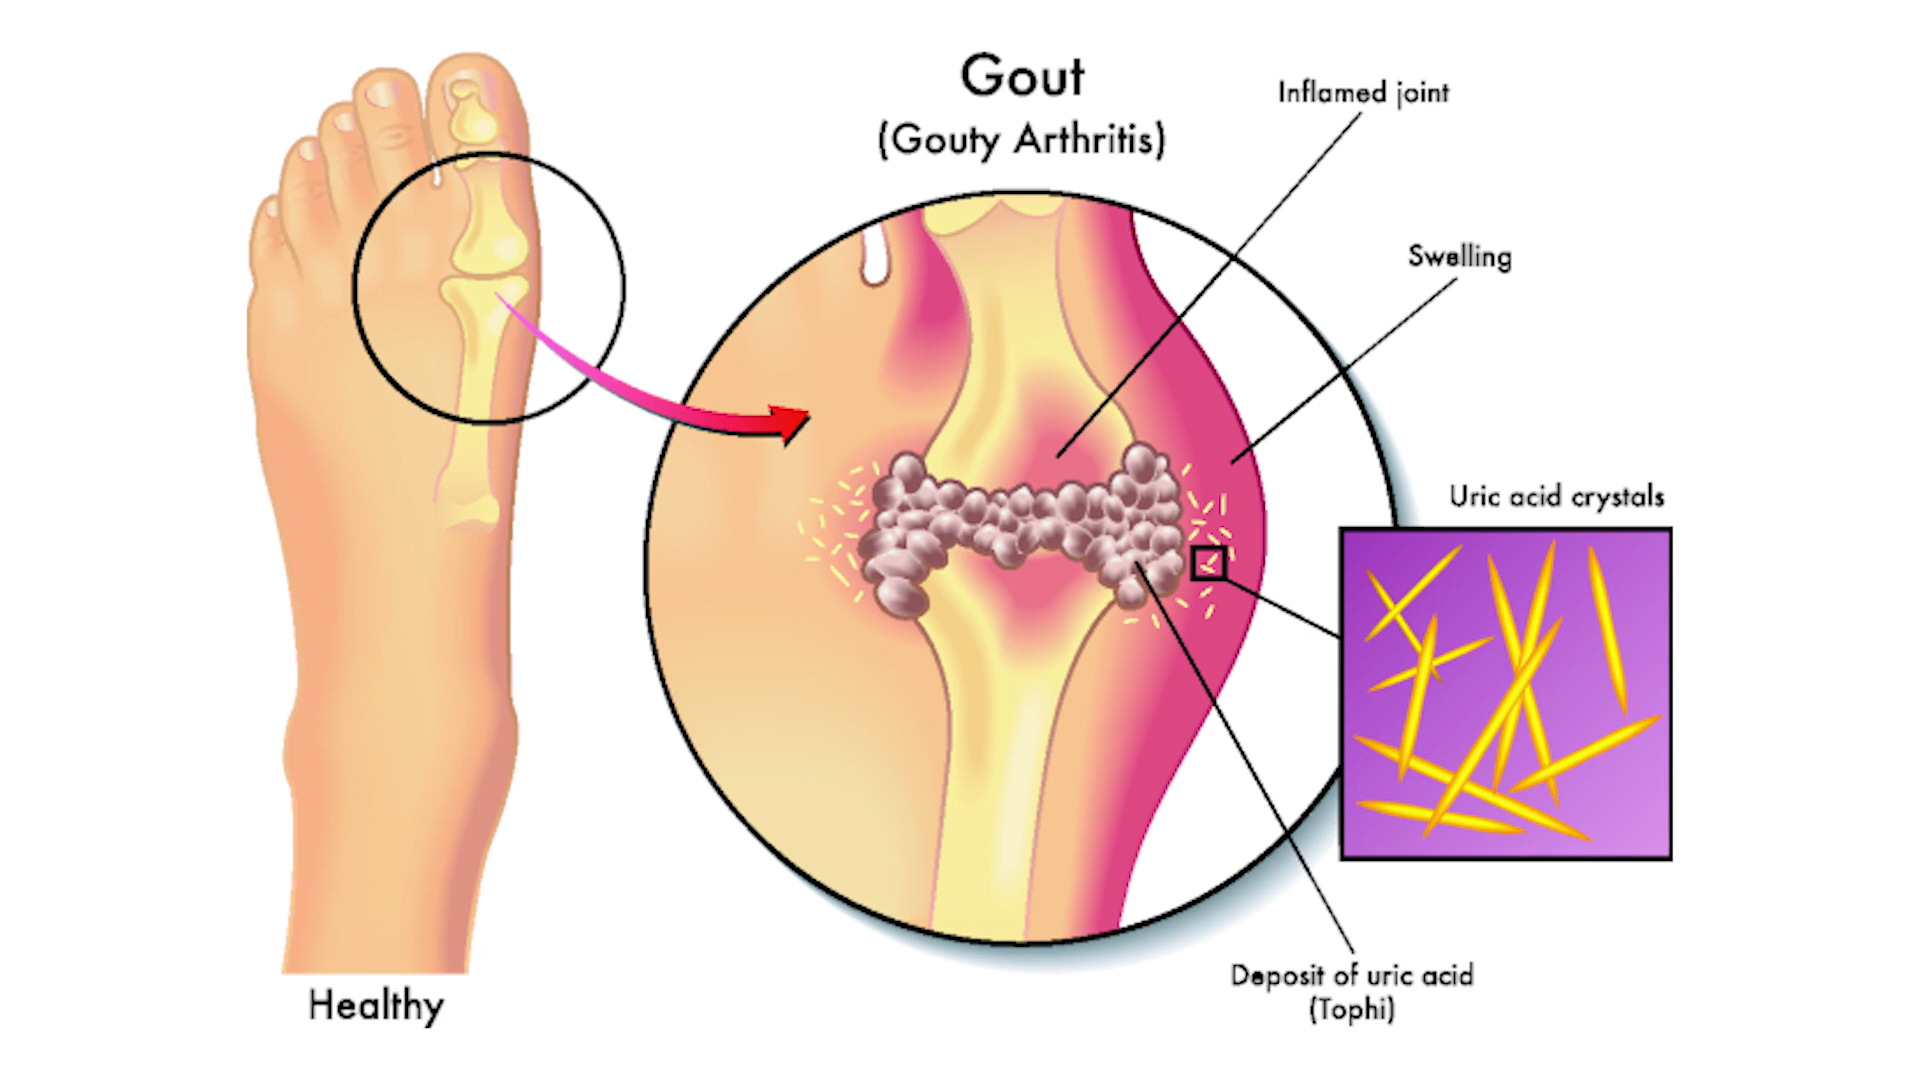 Gout
(Gouty Arthritis)
Inflamed joint
Swelling
Uric acid crystals
Deposit of uric acid
(Tophi)
Healthy